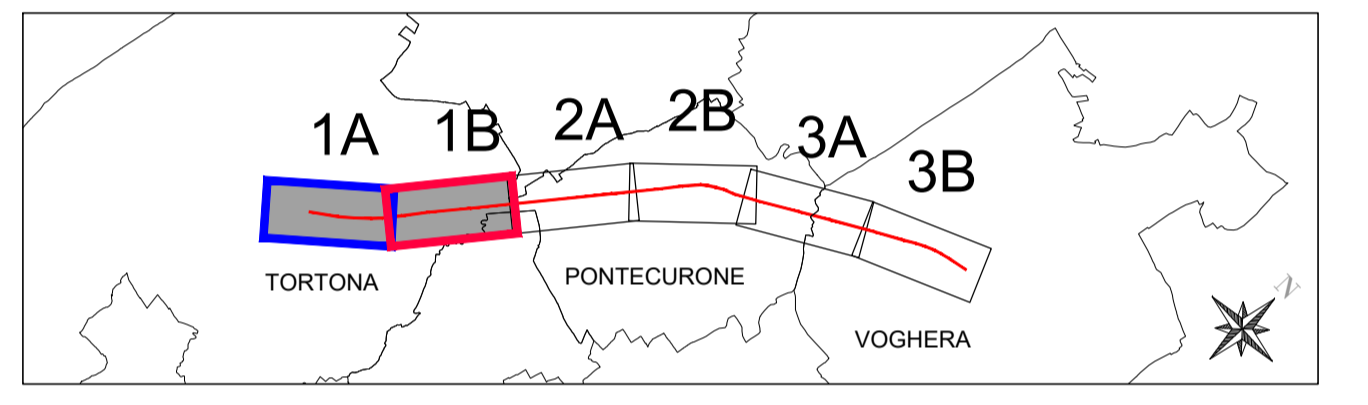 1A
1B
2A
2B
3A
3B
TORTONA
PONTECURONE
VOGHERA
N